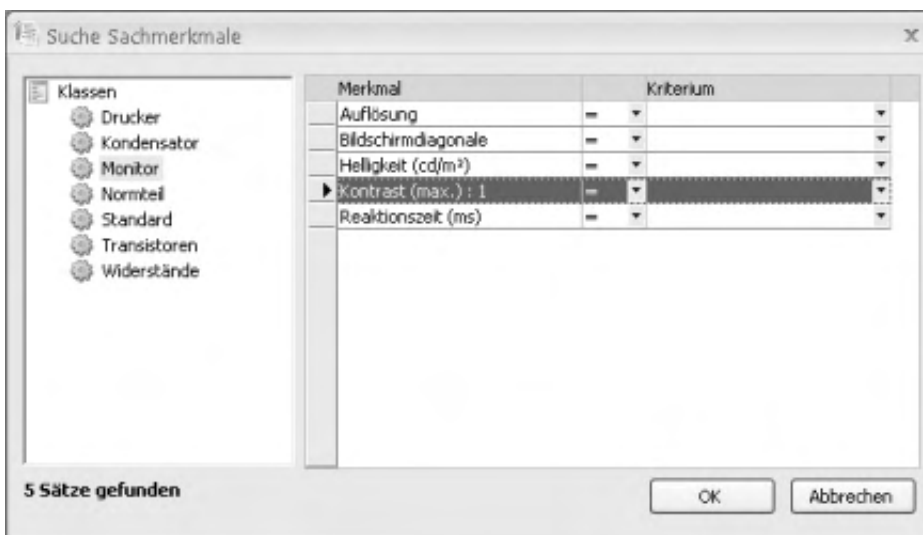 Suche Sachmerkmale
Klassen
Drucker
Kondensator
Monitor
Normteil
Standard
Transistoren
Widerstände
Merkmal Kriterium
Auflösung =
Bildschirmdiagonale =
Helligkeit (cd/m²) =
Kontrast (max.) : 1 =
Reaktionszeit (ms) =
5 Sätze gefunden
OK Abbrechen